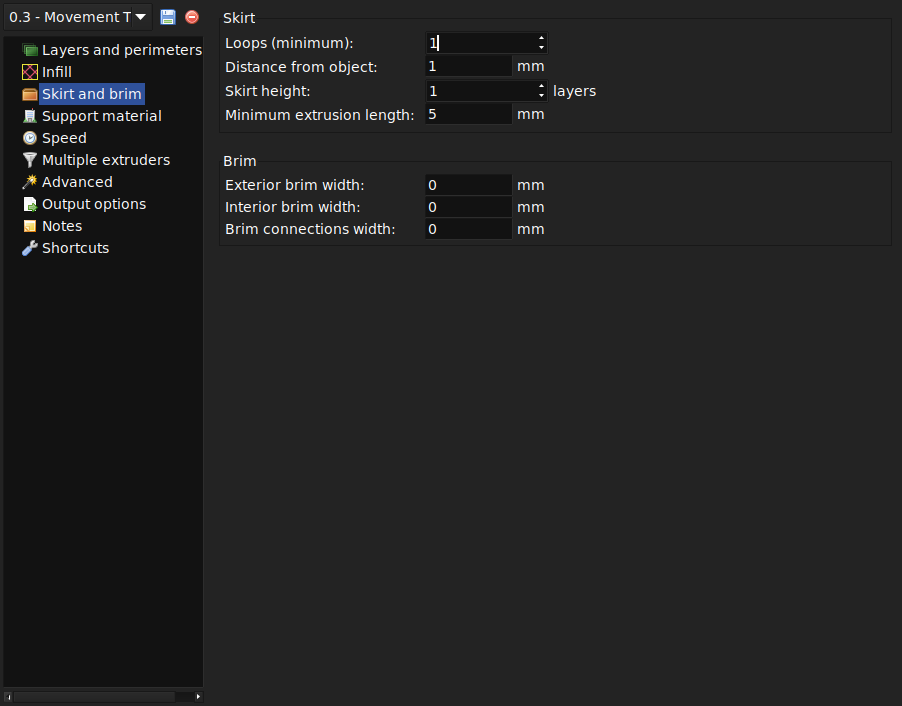 0.3 - Movement T
Layers and perimeters
Infill
Skirt and brim
Support material
Speed
Multiple extruders
Advanced
Output options
Notes
Shortcuts
Skirt
Loops (minimum): 1
Distance from object: 1 mm
Skirt height: 1 layers
Minimum extrusion length: 5 mm
Brim
Exterior brim width: 0 mm
Interior brim width: 0 mm
Brim connections width: 0 mm